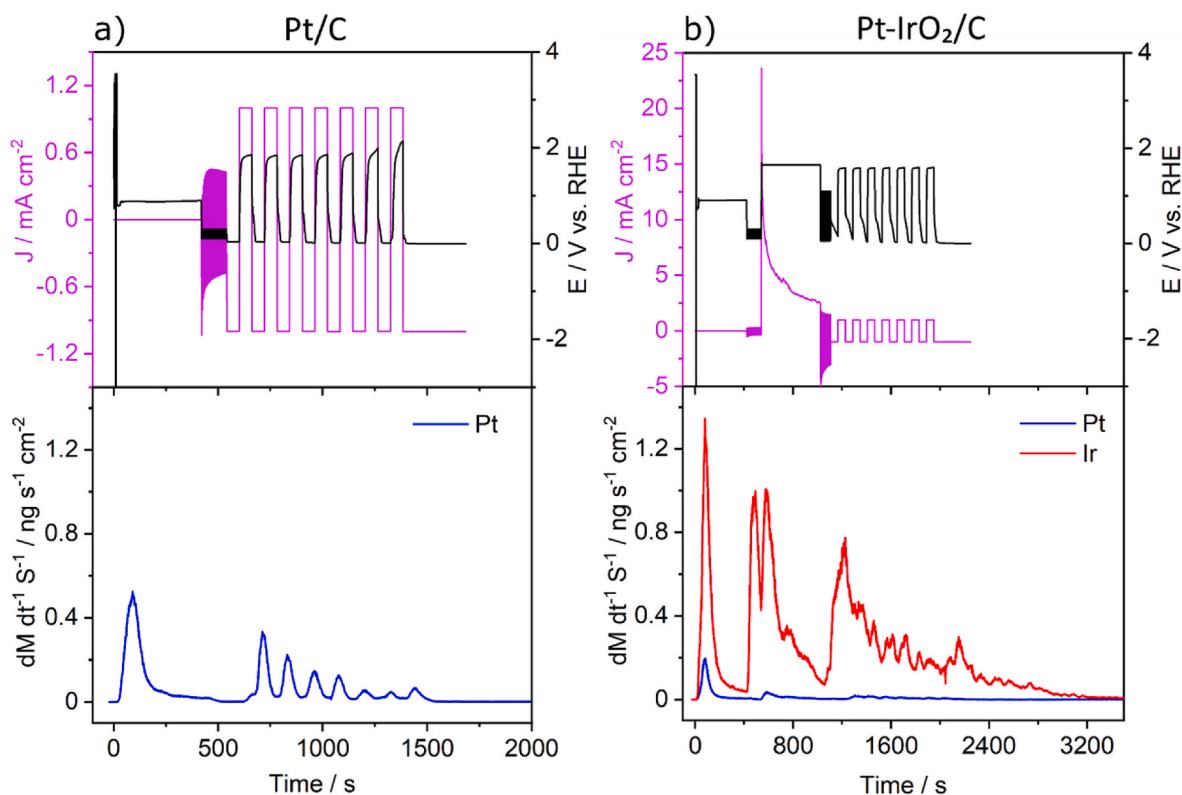 a) Pt/C
b) Pt-IrO₂/C
J / mA cm⁻²
1.2
0.6
0
-0.6
-1.2
E / V vs. RHE
4
2
0
-2
J / mA cm⁻²
25
20
15
10
5
0
-5
E / V vs. RHE
4
2
0
-2
dM dt⁻¹ S⁻¹ / ng s⁻¹ cm⁻²
1.2
0.8
0.4
0
Pt
0 500 1000 1500 2000
Time / s
dM dt⁻¹ S⁻¹ / ng s⁻¹ cm⁻²
1.2
0.8
0.4
0
Pt
Ir
0 800 1600 2400 3200
Time / s